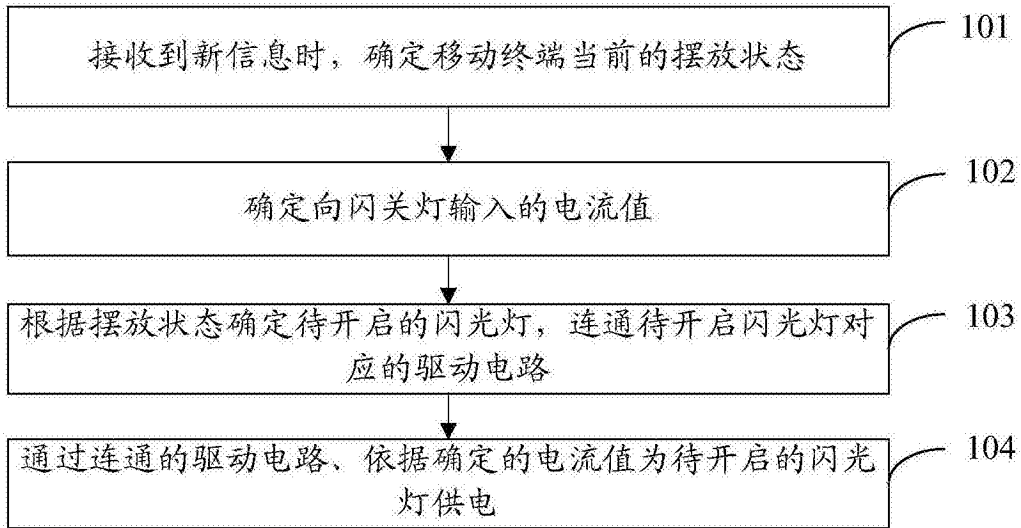 接收到新信息时，确定移动终端当前的摆放状态
101
确定向闪关灯输入的电流值
102
根据摆放状态确定待开启的闪光灯，连通待开启闪光灯对
应的驱动电路
103
通过连通的驱动电路、依据确定的电流值为待开启的闪光
灯供电
104